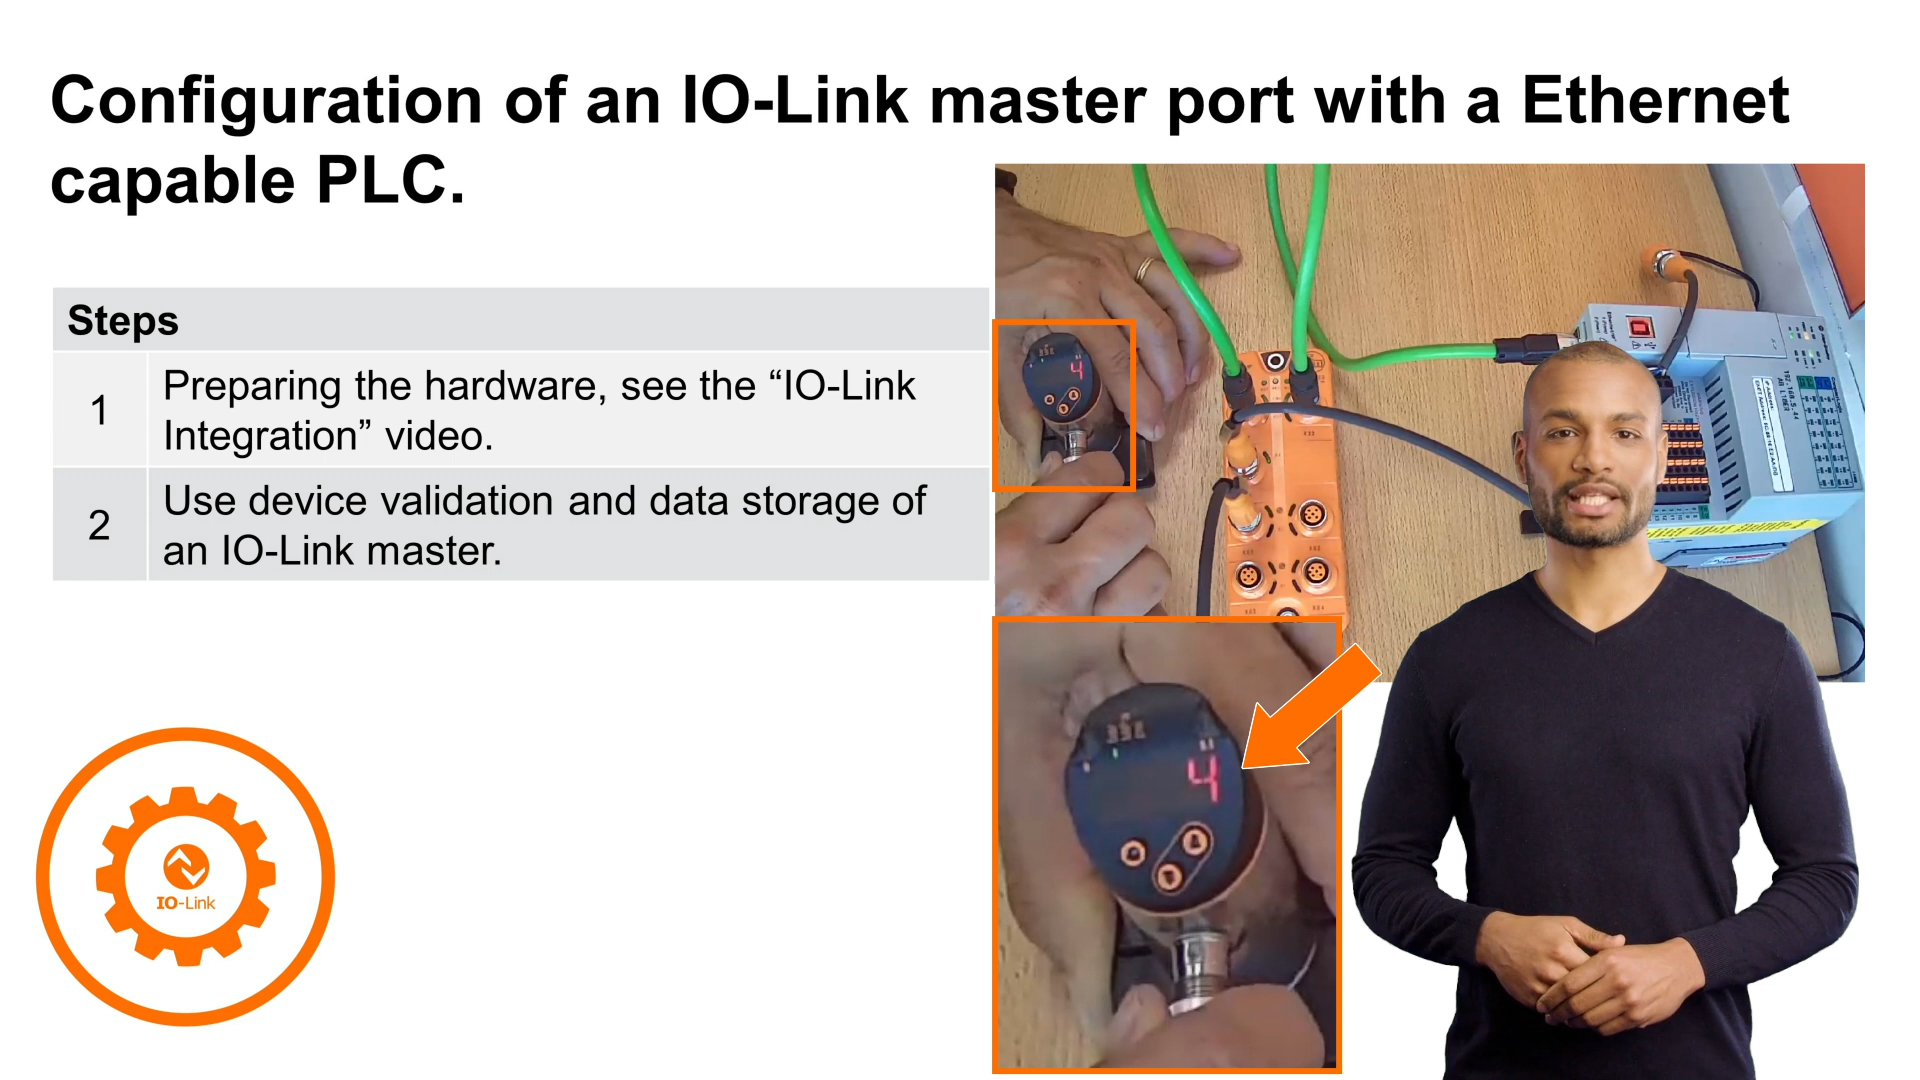 Configuration of an IO-Link master port with a Ethernet
capable PLC.
Steps
1
Preparing the hardware, see the “IO-Link
Integration” video.
2
Use device validation and data storage of
an IO-Link master.
4
4
IO-Link